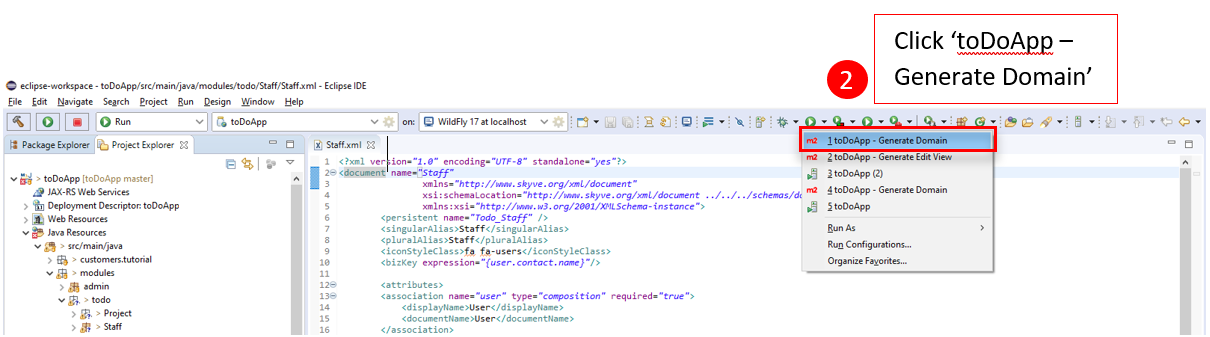 Click ‘toDoApp –
Generate Domain’
2
eclipse-workspace - toDoApp/src/main/java/modules/todo/Staff/Staff.xml - Eclipse IDE
File Edit Navigate Search Project Run Design Window Help
Run
toDoApp
on:
WildFly 17 at localhost
Package Explorer
Project Explorer
Staff.xml
> toDoApp [toDoApp master]
JAX-RS Web Services
Deployment Descriptor: toDoApp
> Web Resources
Java Resources
> src/main/java
> customers.tutorial
> modules
> admin
> todo
> Project
> Staff
1 <?xml version="1.0" encoding="UTF-8" standalone="yes"?>
2 <document name="Staff"
3 xmlns="http://www.skyve.org/xml/document"
4 xsi:schemaLocation="http://www.skyve.org/xml/document ../../../schemas/do
5 xmlns:xsi="http://www.w3.org/2001/XMLSchema-instance">
6 <persistent name="Todo_Staff" />
7 <singularAlias>Staff</singularAlias>
8 <pluralAlias>Staff</pluralAlias>
9 <iconStyleClass>fa fa-users</iconStyleClass>
10 <bizKey expression="{user.contact.name}"/>
11
12 <attributes>
13 <association name="user" type="composition" required="true">
14 <displayName>User</displayName>
15 <documentName>User</documentName>
16 </association>
1 toDoApp - Generate Domain
2 toDoApp - Generate Edit View
3 toDoApp (2)
4 toDoApp - Generate Domain
5 toDoApp
Run As
Run Configurations...
Organize Favorites...